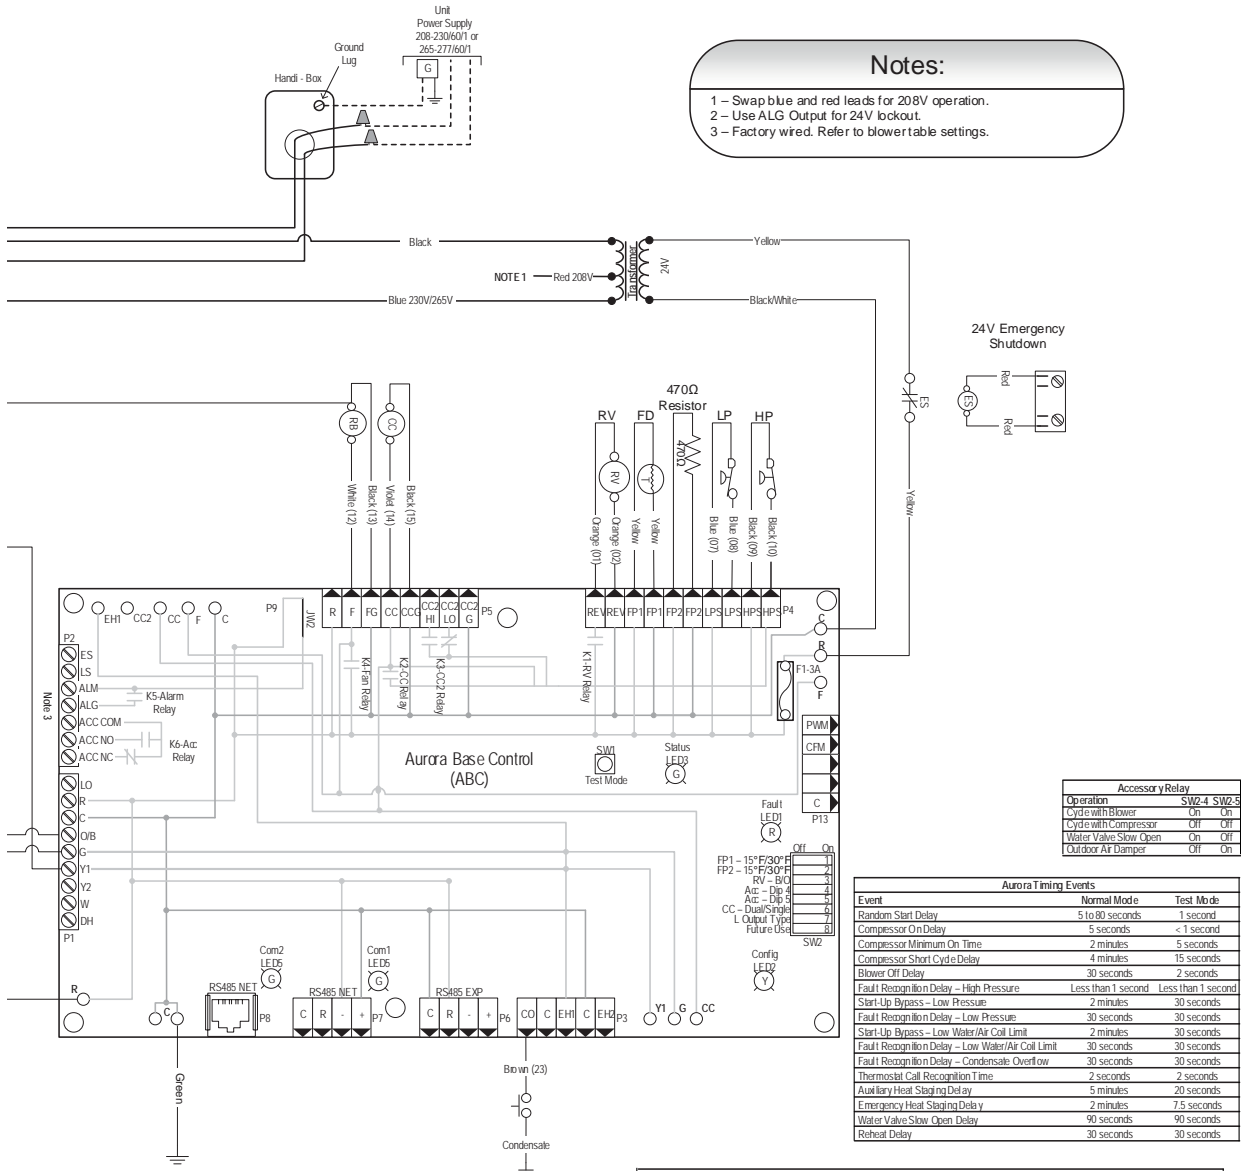 Unit
Power Supply
208-230/60/1 or
265-277/60/1
Ground
Lug
G
Handi - Box
Notes:
1 – Swap blue and red leads for 208V operation.
2 – Use ALG Output for 24V lockout.
3 – Factory wired. Refer to blower table settings.
Black
Yellow
Transformer
24V
NOTE 1
Red 208V
Blue 230V/265V
Black/White
24V Emergency
Shutdown
Red
ES
Red
ES
Yellow
RB
CC
White (12)
Black (13)
Violet (14)
Black (15)
470Ω
Resistor
RV FD LP HP
470Ω
RV
T
Orange (01)
Orange (02)
Yellow
Yellow
Blue (07)
Blue (08)
Black (09)
Black (10)
EH1 CC2 CC F C
P9
JW2
R F FG CC CCG CC2 HI CC2 LO CC2 G
P5
REV REV FP1 FP1 FP2 FP2 LPS LPS HPS HPS
P4
C
R
F1-3A
F
P2
ES
LS
ALM
ALG
ACC COM
ACC NO
ACC NC
Note 3
K5-Alarm
Relay
K6-Acc
Relay
K4-Fan Relay
K2-CC Relay
K3-CC2 Relay
K1-RV Relay
LO
R
C
O/B
G
Y1
Y2
W
DH
P1
Aurora Base Control
(ABC)
SW1
Test Mode
Status
LED3
G
PWM
CFM
C
P13
Fault
LED1
R
Off On
FP1 – 15°F/30°F 1
FP2 – 15°F/30°F 2
RV – B/O 3
Acc – Dip 4 4
Acc – Dip 5 5
CC – Dual/Single 6
L Output Type 7
Future Use 8
SW2
Config
LED2
Y
Com2
LED5
G
Com1
LED5
G
R
C
RS485 NET
P8
RS485 NET
C R - +
P7
RS485 EXP
C R - +
P6
CO C EH1 C EH2
P3
Y1 G CC
Green
Brown (23)
Condensate
Accessory Relay
Operation SW2-4 SW2-5
Cycle with Blower On On
Cycle with Compressor Off Off
Water Valve Slow Open On Off
Outdoor Air Damper Off On
Aurora Timing Events
Event Normal Mode Test Mode
Random Start Delay 5 to 80 seconds 1 second
Compressor On Delay 5 seconds < 1 second
Compressor Minimum On Time 2 minutes 5 seconds
Compressor Short Cycle Delay 4 minutes 15 seconds
Blower Off Delay 30 seconds 2 seconds
Fault Recognition Delay – High Pressure Less than 1 second Less than 1 second
Start-Up Bypass – Low Pressure 2 minutes 30 seconds
Fault Recognition Delay – Low Pressure 30 seconds 30 seconds
Start-Up Bypass – Low Water/Air Coil Limit 2 minutes 30 seconds
Fault Recognition Delay – Low Water/Air Coil Limit 30 seconds 30 seconds
Fault Recognition Delay – Condensate Overflow 30 seconds 30 seconds
Thermostat Call Recognition Time 2 seconds 2 seconds
Auxiliary Heat Staging Delay 5 minutes 20 seconds
Emergency Heat Staging Delay 2 minutes 7.5 seconds
Water Valve Slow Open Delay 90 seconds 90 seconds
Reheat Delay 30 seconds 30 seconds